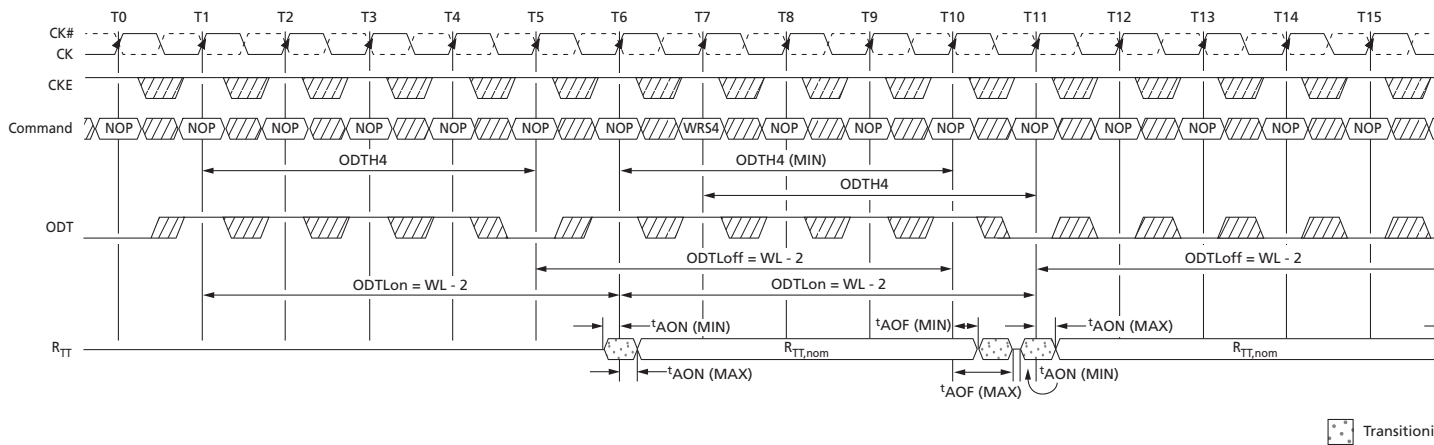 T0 T1 T2 T3 T4 T5 T6 T7 T8 T9 T10 T11 T12 T13 T14 T15
CK#
CK
CKE
Command NOP NOP NOP NOP NOP NOP NOP WRS4 NOP NOP NOP NOP NOP NOP NOP NOP
ODTH4 ODTH4 (MIN)
ODTH4
ODT
ODTLoff = WL - 2 ODTLoff = WL - 2
ODTLon = WL - 2 ODTLon = WL - 2
tAON (MIN) tAOF (MIN) tAON (MAX)
RTT RTT,nom RTT,nom
tAON (MAX) tAON (MIN)
tAOF (MAX)
Transitioni